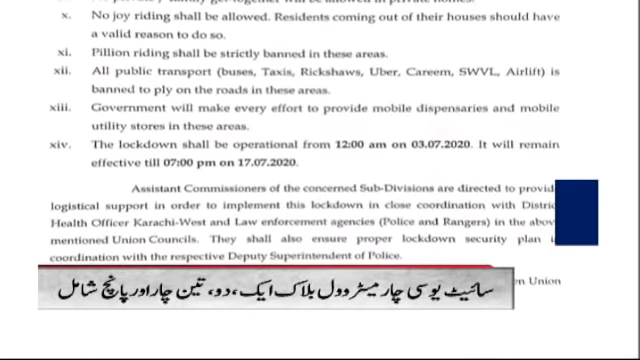 x. No joy riding shall be allowed. Residents coming out of their houses should have
a valid reason to do so.
xi. Pillion riding shall be strictly banned in these areas.
xii. All public transport (buses, Taxis, Rickshaws, Uber, Careem, SWVL, Airlift) is
banned to ply on the roads in these areas.
xiii. Government will make every effort to provide mobile dispensaries and mobile
utility stores in these areas.
xiv. The lockdown shall be operational from 12:00 am on 03.07.2020. It will remain
effective till 07:00 pm on 17.07.2020.
Assistant Commissioners of the concerned Sub-Divisions are directed to provid
logistical support in order to implement this lockdown in close coordination with Distric
Health Officer Karachi-West and Law enforcement agencies (Police and Rangers) in the abov
mentioned Union Councils. They shall also ensure proper lockdown security plan i
coordination with the respective Deputy Superintendent of Police.
en Union
سائیٹ یوسی چار میٹروول بلاک ایک، دو، تین چار اور پانچ شامل